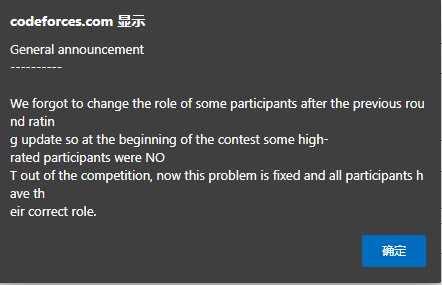 codeforces.com 显示
General announcement
----------
We forgot to change the role of some participants after the previous rou
nd ratin
g update so at the beginning of the contest some high-
rated participants were NO
T out of the competition, now this problem is fixed and all participants h
ave th
eir correct role.
确定